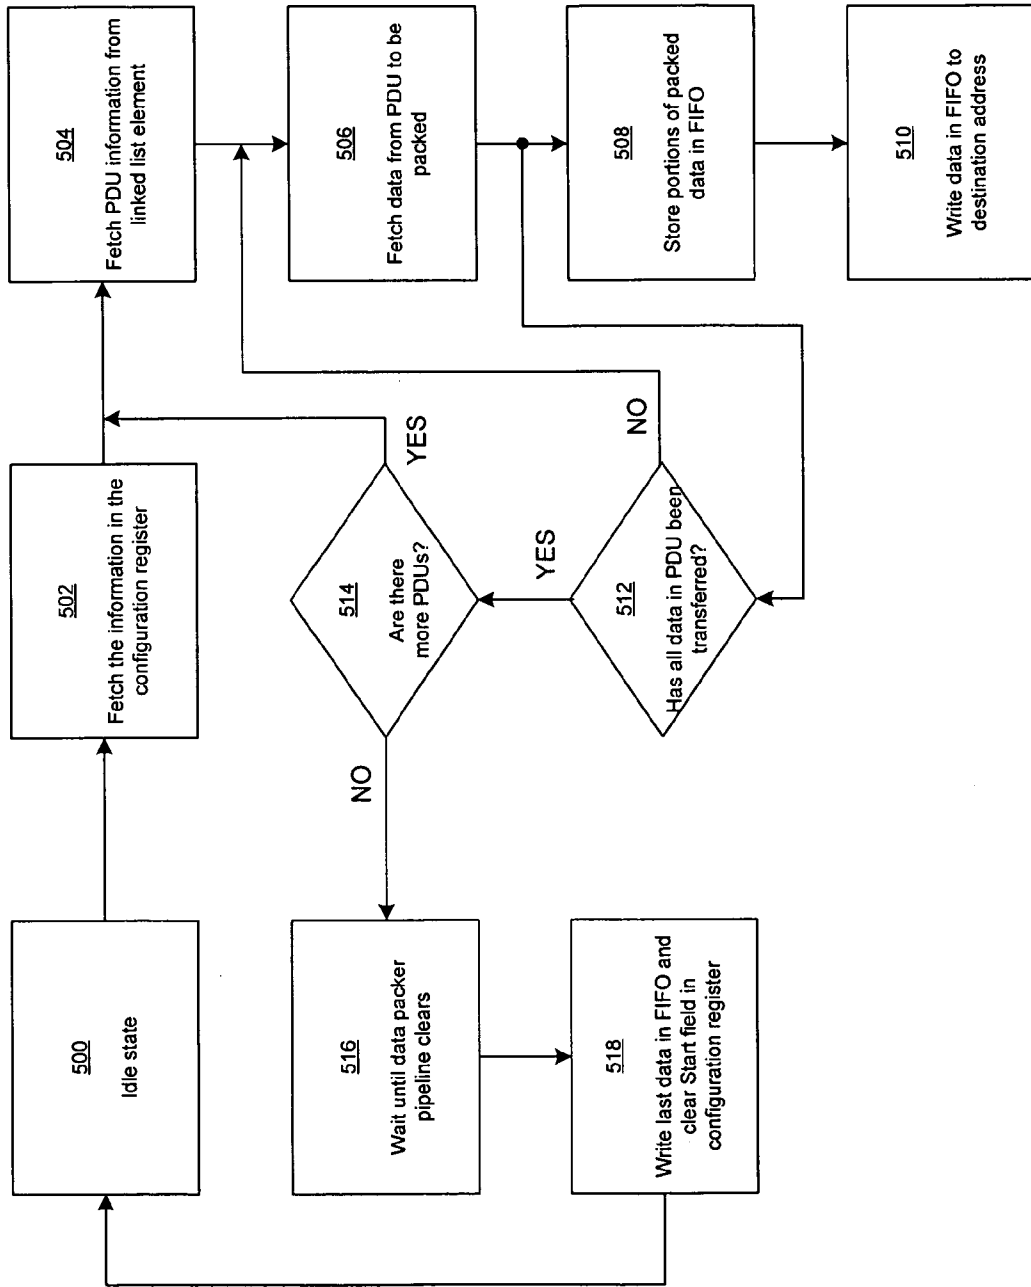 500
Idle state
502
Fetch the information in the
configuration register
504
Fetch PDU information from
linked list element
516
Wait until data packer
pipeline clears
NO
514
Are there
more PDUs?
YES
506
Fetch data from PDU to be
packed
518
Write last data in FIFO and
clear Start field in
configuration register
YES
512
Has all data in PDU been
transferred?
NO
508
Store portions of packed
data in FIFO
510
Write data in FIFO to
destination address